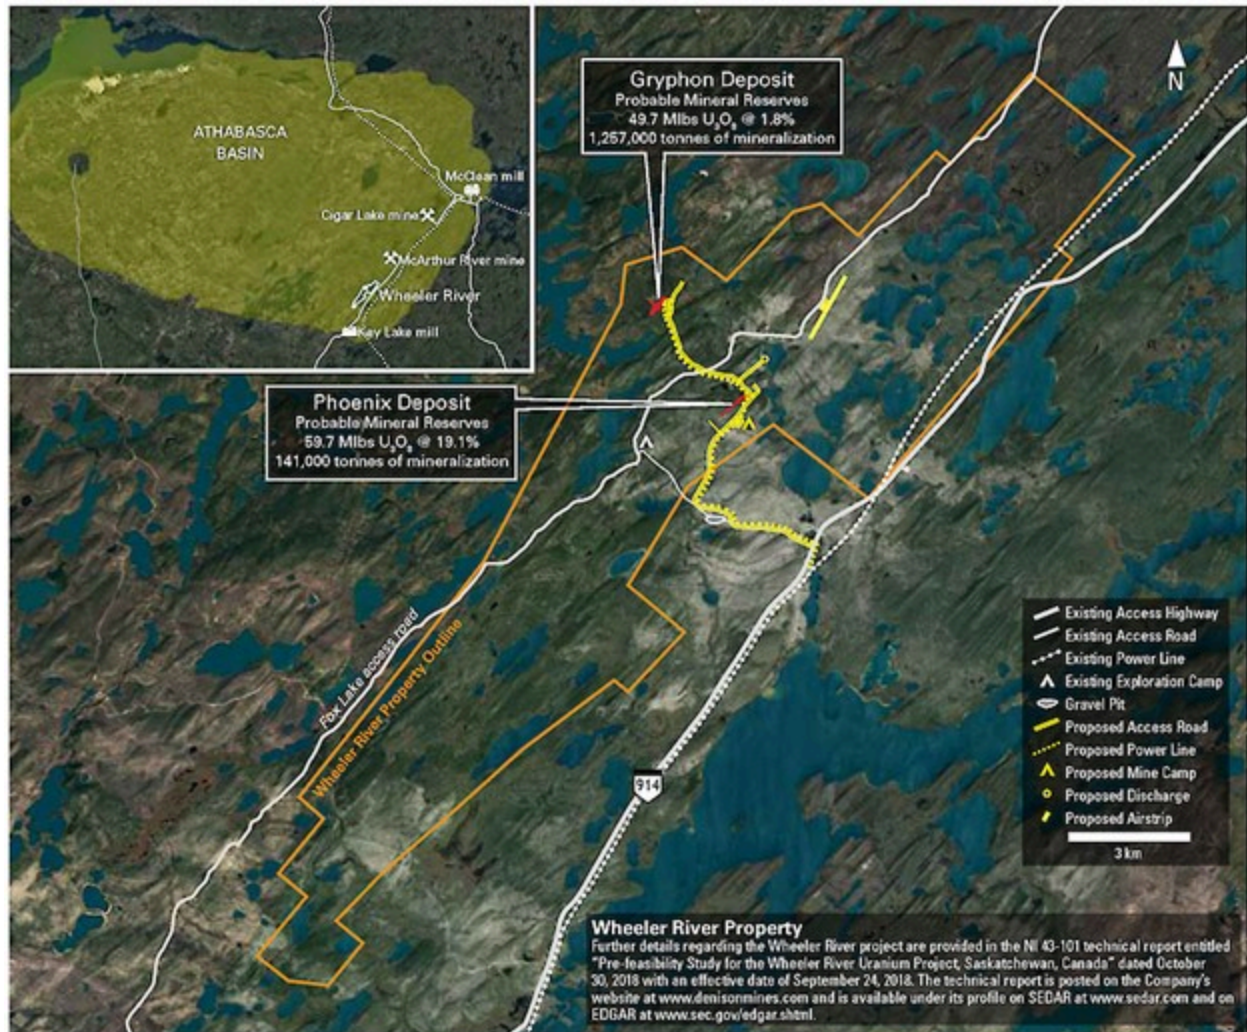 ATHABASCA
BASIN
McClean mill
Cigar Lake mine
McArthur River mine
Wheeler River
Key Lake mill
N
Gryphon Deposit
Probable Mineral Reserves
49.7 Mlbs U₃O₈ @ 1.8%
1,257,000 tonnes of mineralization
Phoenix Deposit
Probable Mineral Reserves
59.7 Mlbs U₃O₈ @ 19.1%
141,000 tonnes of mineralization
Fox Lake access road
Wheeler River Property Outline
914
Existing Access Highway
Existing Access Road
Existing Power Line
Existing Exploration Camp
Gravel Pit
Proposed Access Road
Proposed Power Line
Proposed Mine Camp
Proposed Discharge
Proposed Airstrip
3 km
Wheeler River Property
Further details regarding the Wheeler River project are provided in the NI 43-101 technical report entitled
"Pre-feasibility Study for the Wheeler River Uranium Project, Saskatchewan, Canada" dated October
30, 2018 with an effective date of September 24, 2018. The technical report is posted on the Company's
website at www.denisonmines.com and is available under its profile on SEDAR at www.sedar.com and on
EDGAR at www.sec.gov/edgar.shtml.